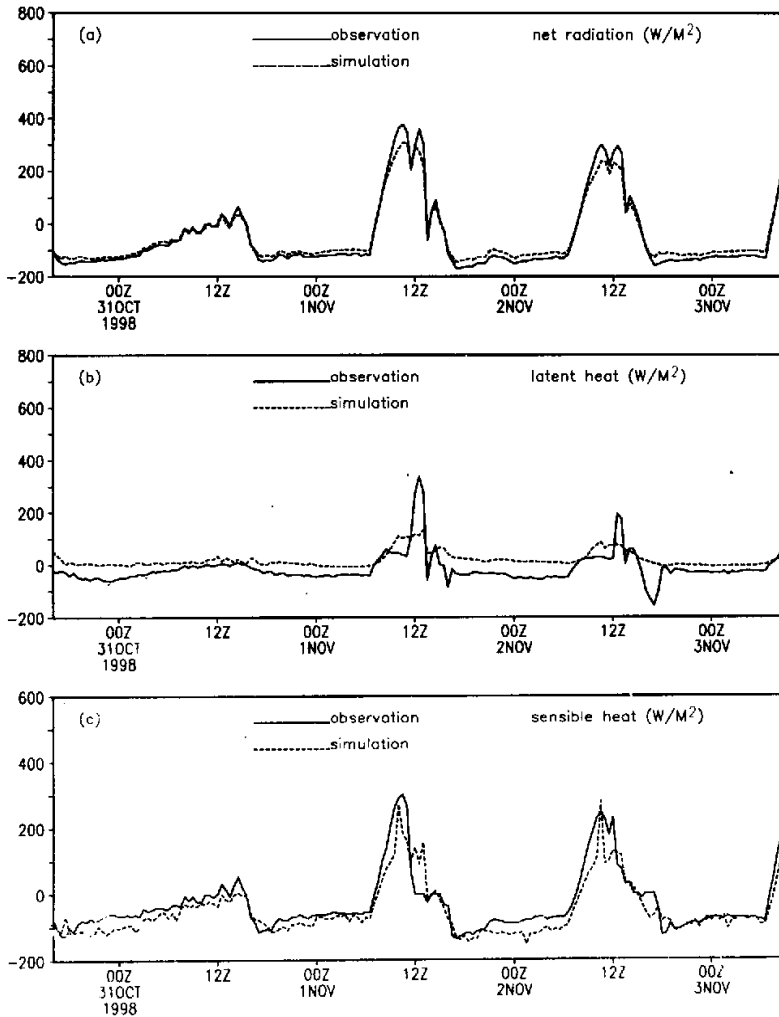 800
(a)
observation
net radiation (W/M²)
simulation
600
400
200
0
-200
00Z
31OCT
1998
12Z
00Z
1NOV
12Z
00Z
2NOV
12Z
00Z
3NOV
800
(b)
observation
latent heat (W/M²)
simulation
600
400
200
0
-200
00Z
31OCT
1998
12Z
00Z
1NOV
12Z
00Z
2NOV
12Z
00Z
3NOV
600
(c)
observation
sensible heat (W/M²)
simulation
400
200
0
-200
00Z
31OCT
1998
12Z
00Z
1NOV
12Z
00Z
2NOV
12Z
00Z
3NOV